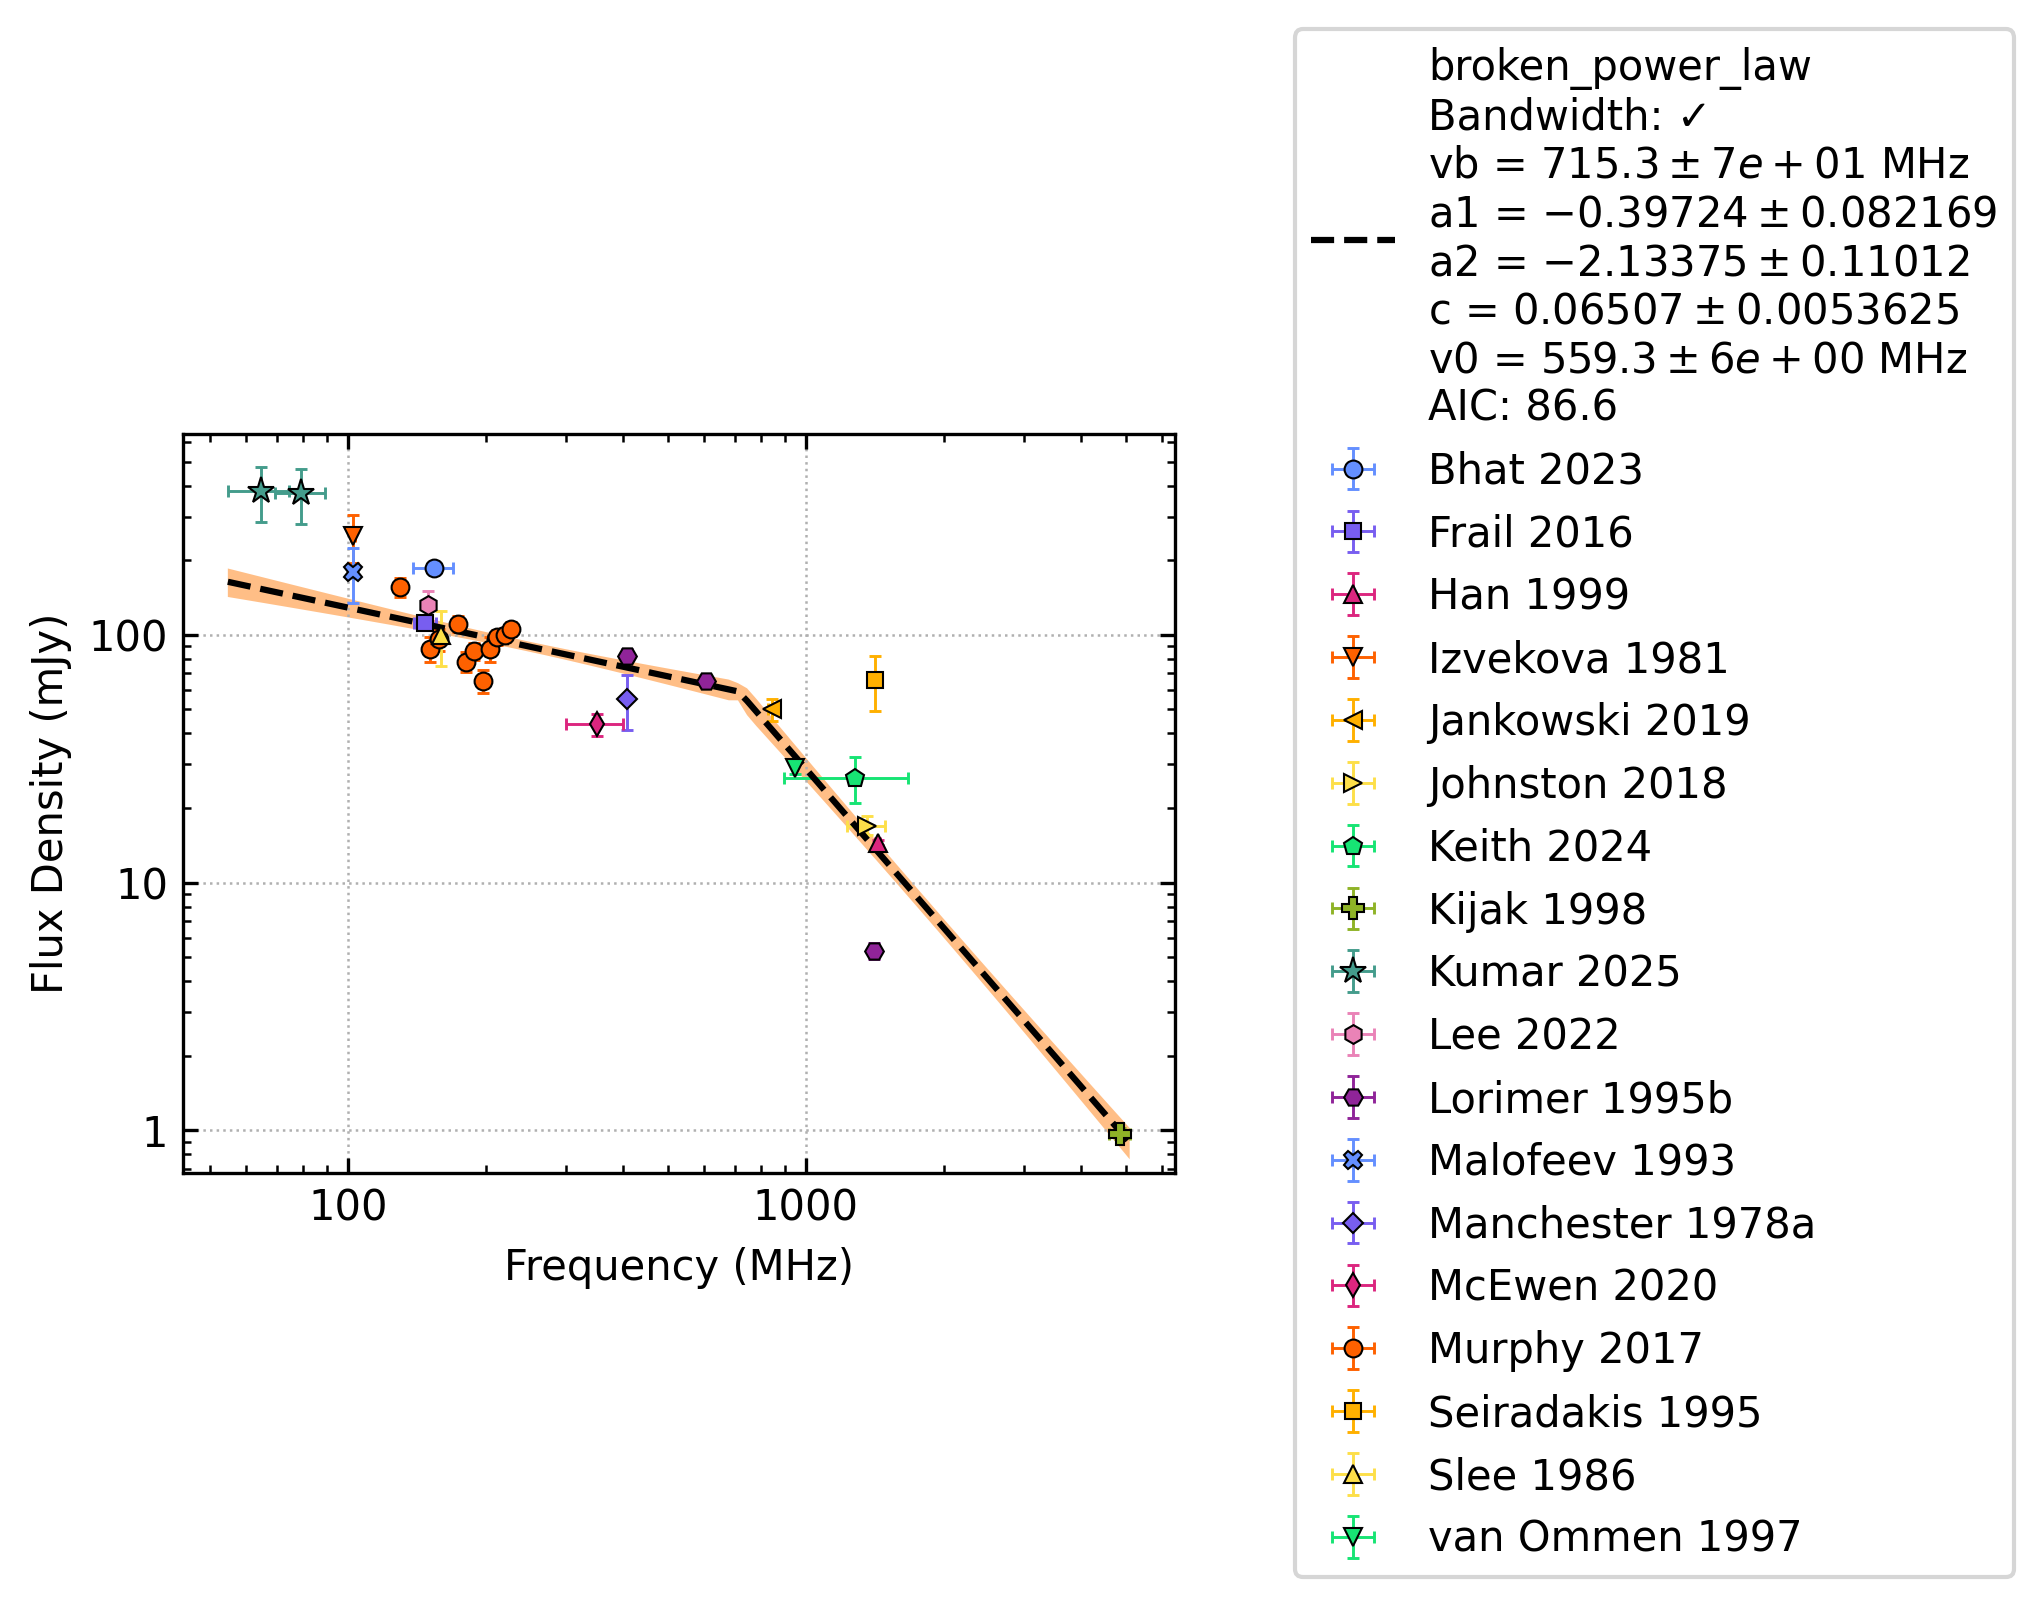 broken_power_law
Bandwidth: ✓
vb = 715.3 ± 7e + 01 MHz
a1 = −0.39724 ± 0.082169
a2 = −2.13375 ± 0.11012
c = 0.06507 ± 0.0053625
v0 = 559.3 ± 6e + 00 MHz
AIC: 86.6
Bhat 2023
Frail 2016
Han 1999
Izvekova 1981
Jankowski 2019
Johnston 2018
Keith 2024
Kijak 1998
Kumar 2025
Lee 2022
Lorimer 1995b
Malofeev 1993
Manchester 1978a
McEwen 2020
Murphy 2017
Seiradakis 1995
Slee 1986
van Ommen 1997
Flux Density (mJy)
100
10
1
100
1000
Frequency (MHz)